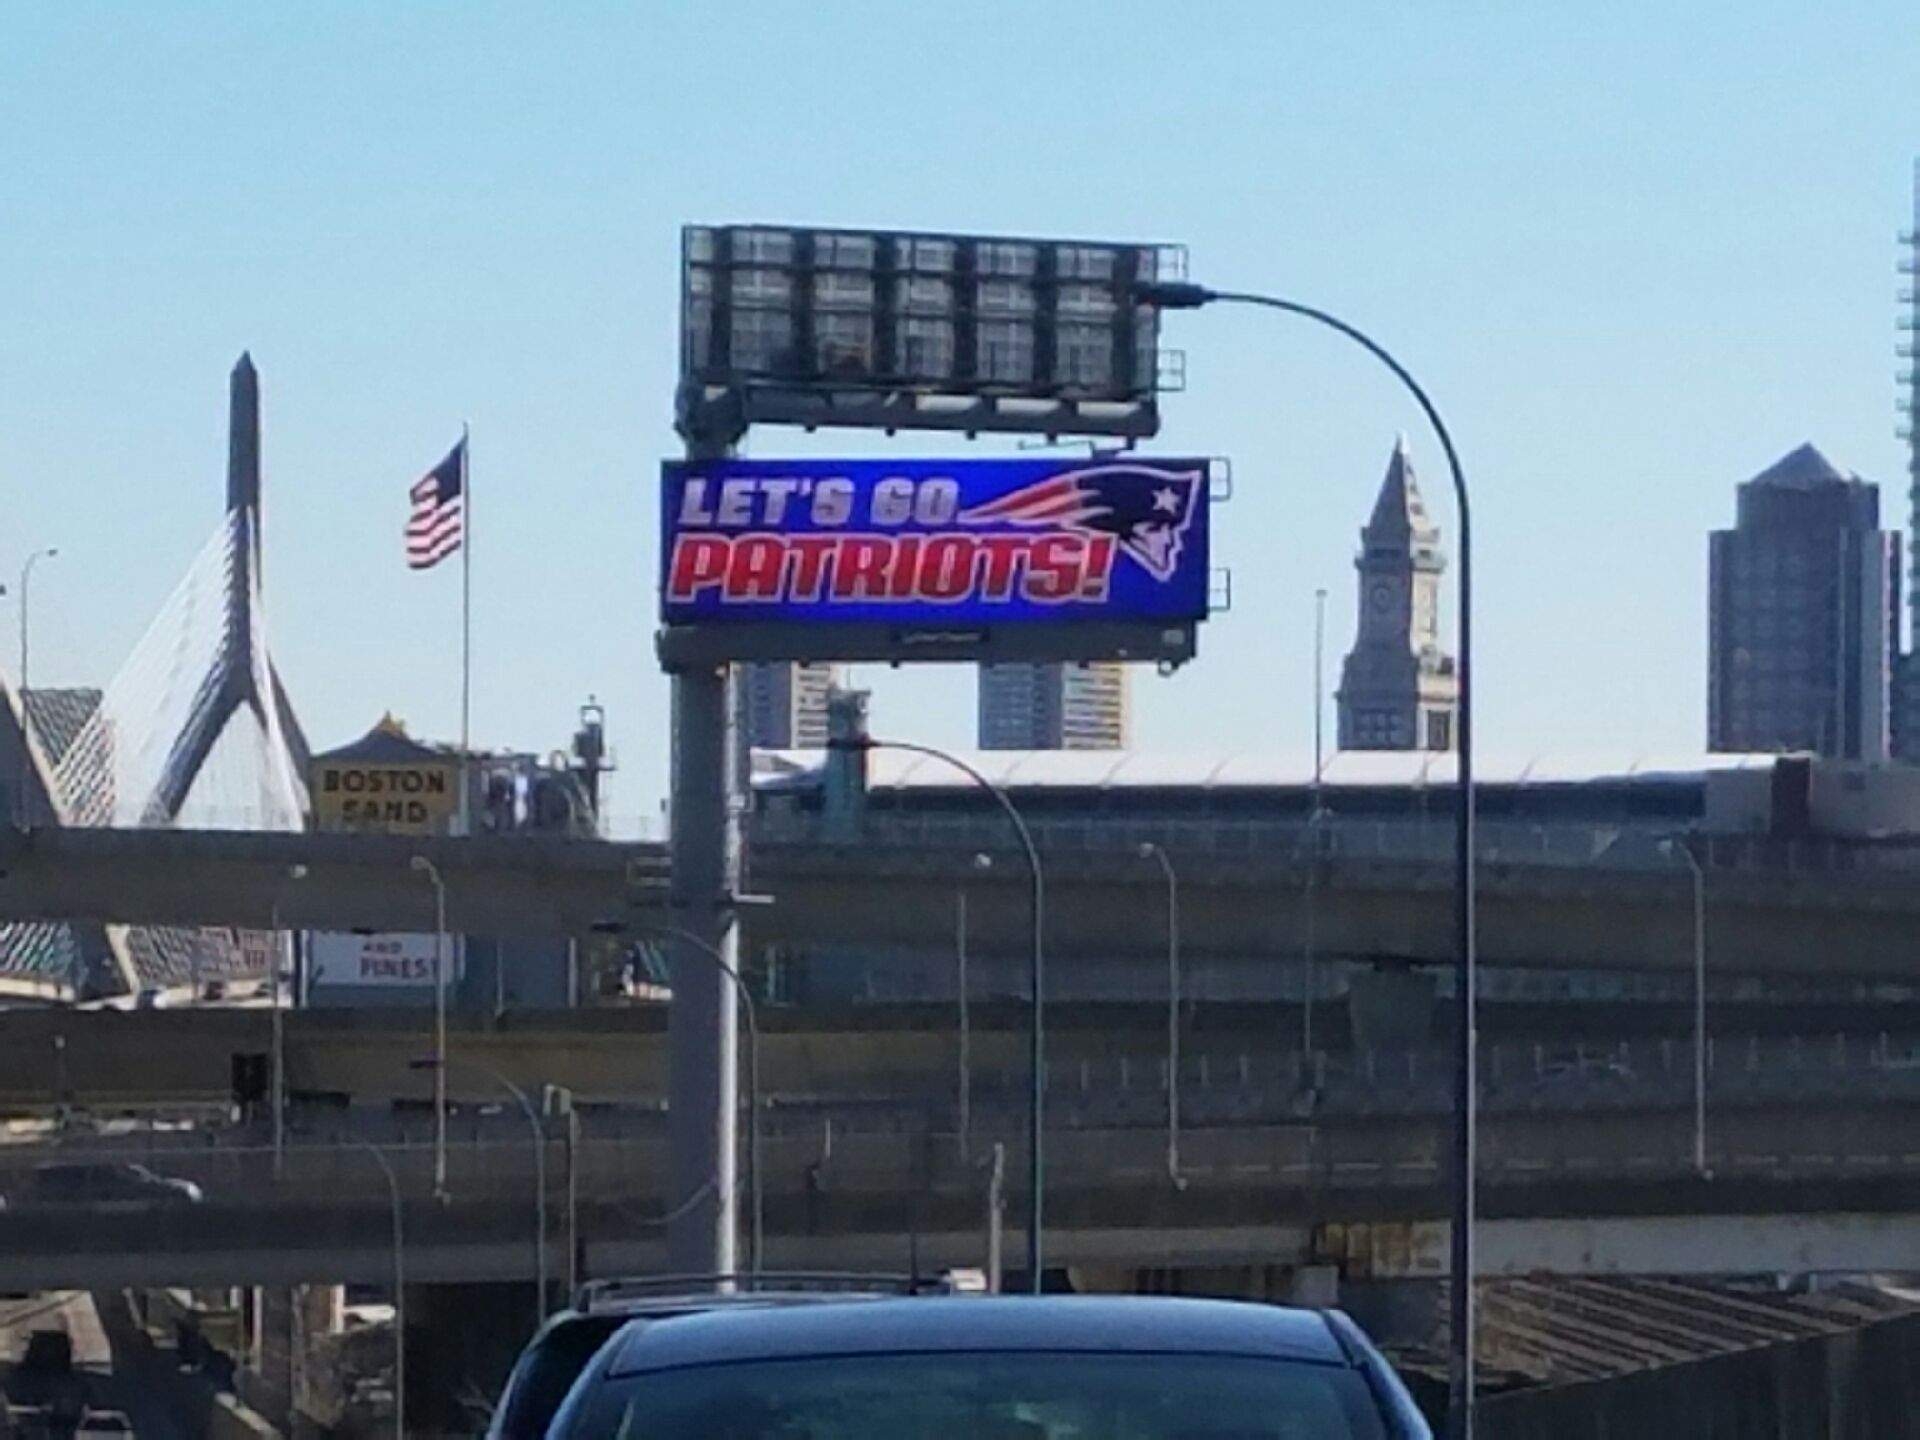 LET'S GO
PATRIOTS!
BOSTON
SAND
AND
FINEST